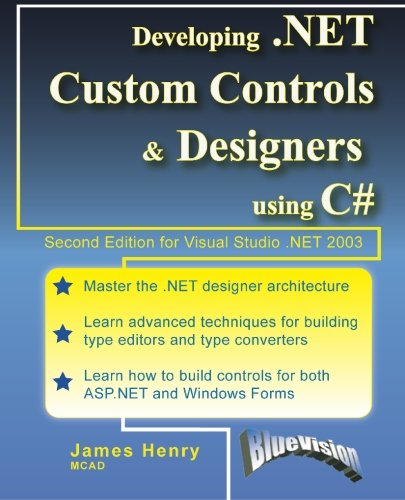 Developing .NET
Custom Controls
& Designers
using C#
Second Edition for Visual Studio .NET 2003
Master the .NET designer architecture
Learn advanced techniques for building
type editors and type converters
Learn how to build controls for both
ASP.NET and Windows Forms
James Henry
MCAD
Bluevision